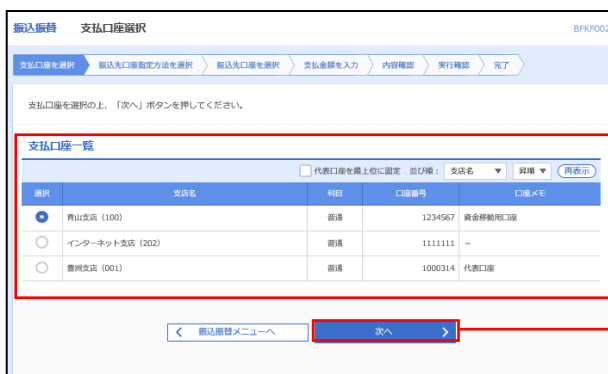 振込振替 支払口座選択 BFKF002
支払口座を選択 振込先口座指定方法を選択 振込先口座を選択 支払金額を入力 内容確認 実行確認 完了
支払口座を選択の上、「次へ」ボタンを押してください。
支払口座一覧
代表口座を最上位に固定 並び順： 支店名 ▼ 昇順 ▼ 再表示
選択 支店名 科目 口座番号 口座メモ
青山支店（100） 普通 1234567 資金移動用口座
インターネット支店（202） 普通 1111111 －
豊洲支店（001） 普通 1000314 代表口座
振込振替メニューへ 次へ